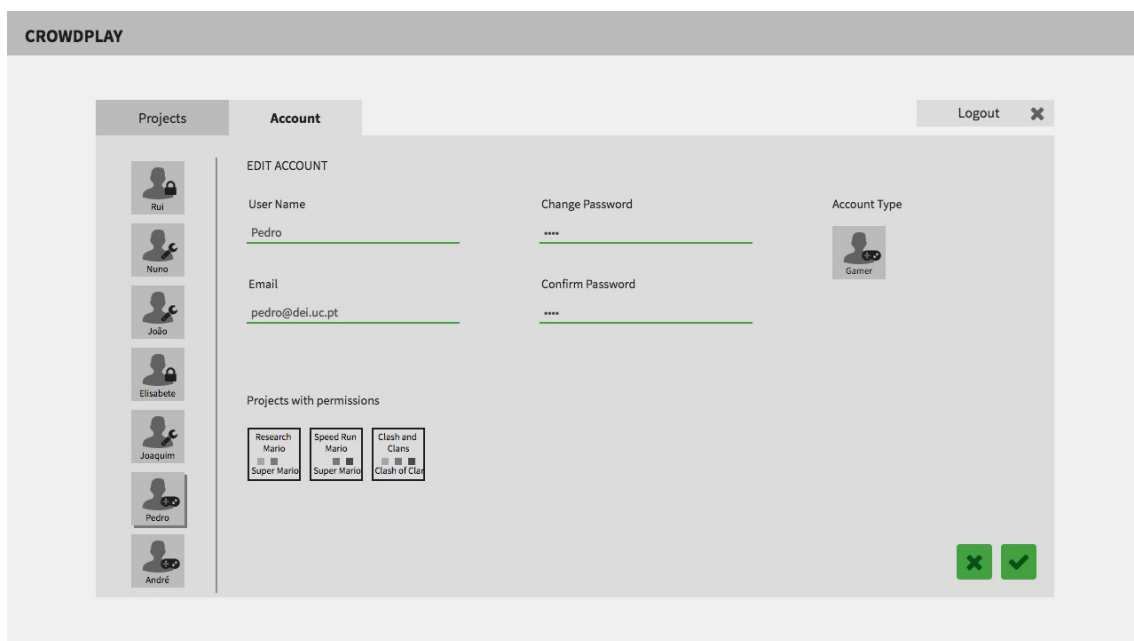 CROWDPLAY
Projects
Account
Logout
Rui
Nuno
João
Elisabete
Joaquim
Pedro
André
EDIT ACCOUNT
User Name
Change Password
Account Type
Pedro
••••
Gamer
Email
Confirm Password
pedro@dei.uc.pt
••••
Projects with permissions
Research
Mario
Super Mario
Speed Run
Mario
Super Mario
Clash and
Clans
Clash of Clan